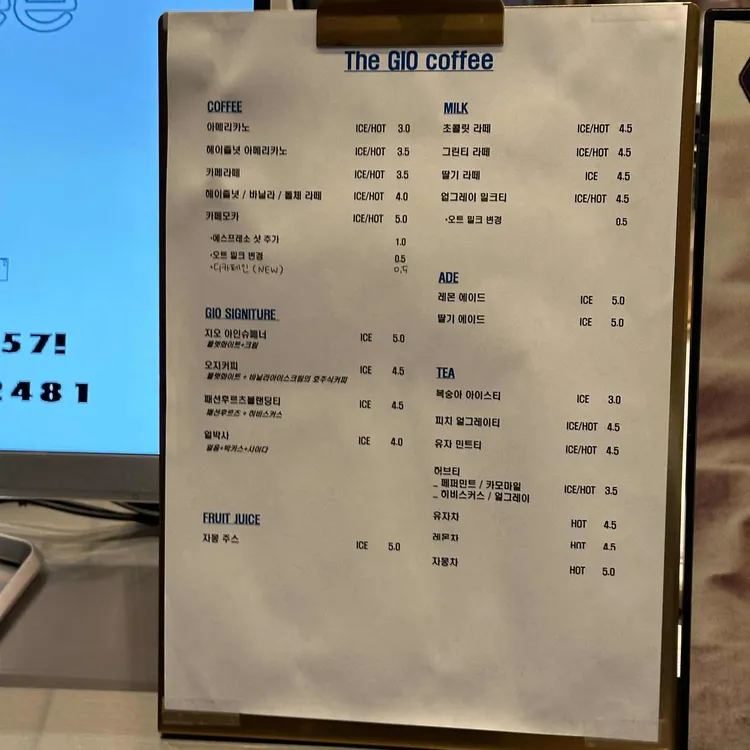 ee
57!
2481
The GIO coffee
COFFEE
아메리카노 ICE/HOT 3.0
헤이즐넛 아메리카노 ICE/HOT 3.5
카페라떼 ICE/HOT 3.5
헤이즐넛 / 바닐라 / 돌체 라떼 ICE/HOT 4.0
카페모카 ICE/HOT 5.0
·에스프레소 샷 추가 1.0
·오트 밀크 변경 0.5
·디카페인 (NEW) 0.5
GIO SIGNITURE
지오 아인슈페너 ICE 5.0
플랫화이트+크림
오지커피 ICE 4.5
플랫화이트 + 바닐라아이스크림의 호주식커피
패션후르츠블랜딩티 ICE 4.5
패션후르츠 + 히비스커스
얼박사 ICE 4.0
얼음+박카스+사이다
FRUIT JUICE
자몽 주스 ICE 5.0
MILK
초콜릿 라떼 ICE/HOT 4.5
그린티 라떼 ICE/HOT 4.5
딸기 라떼 ICE 4.5
얼그레이 밀크티 ICE/HOT 4.5
·오트 밀크 변경 0.5
ADE
레몬 에이드 ICE 5.0
딸기 에이드 ICE 5.0
TEA
복숭아 아이스티 ICE 3.0
피치 얼그레이티 ICE/HOT 4.5
유자 민트티 ICE/HOT 4.5
허브티
_ 페퍼민트 / 카모마일
_ 히비스커스 / 얼그레이 ICE/HOT 3.5
유자차 HOT 4.5
레몬차 HOT 4.5
자몽차 HOT 5.0